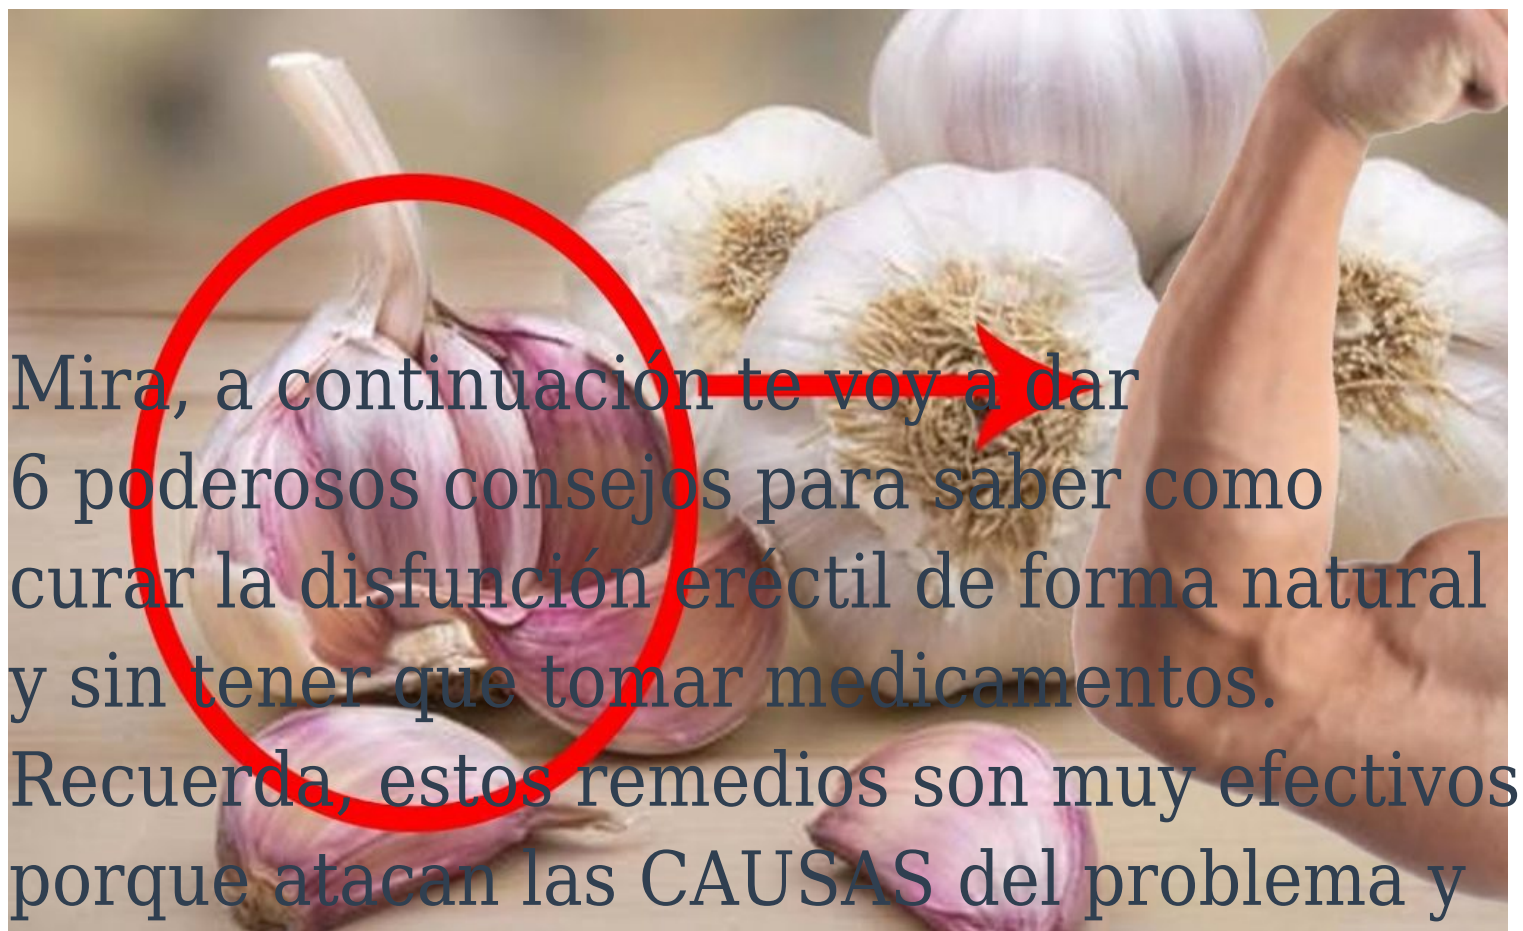 Mira, a continuación te voy a dar
6 poderosos consejos para saber como
curar la disfunción eréctil de forma natural
y sin tener que tomar medicamentos.
Recuerda, estos remedios son muy efectivos
porque atacan las CAUSAS del problema y